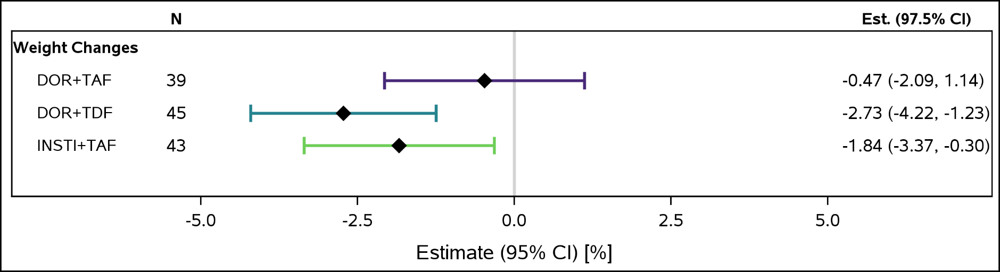 N Est. (97.5% CI)
Weight Changes
DOR+TAF 39 -0.47 (-2.09, 1.14)
DOR+TDF 45 -2.73 (-4.22, -1.23)
INSTI+TAF 43 -1.84 (-3.37, -0.30)
-5.0 -2.5 0.0 2.5 5.0
Estimate (95% CI) [%]